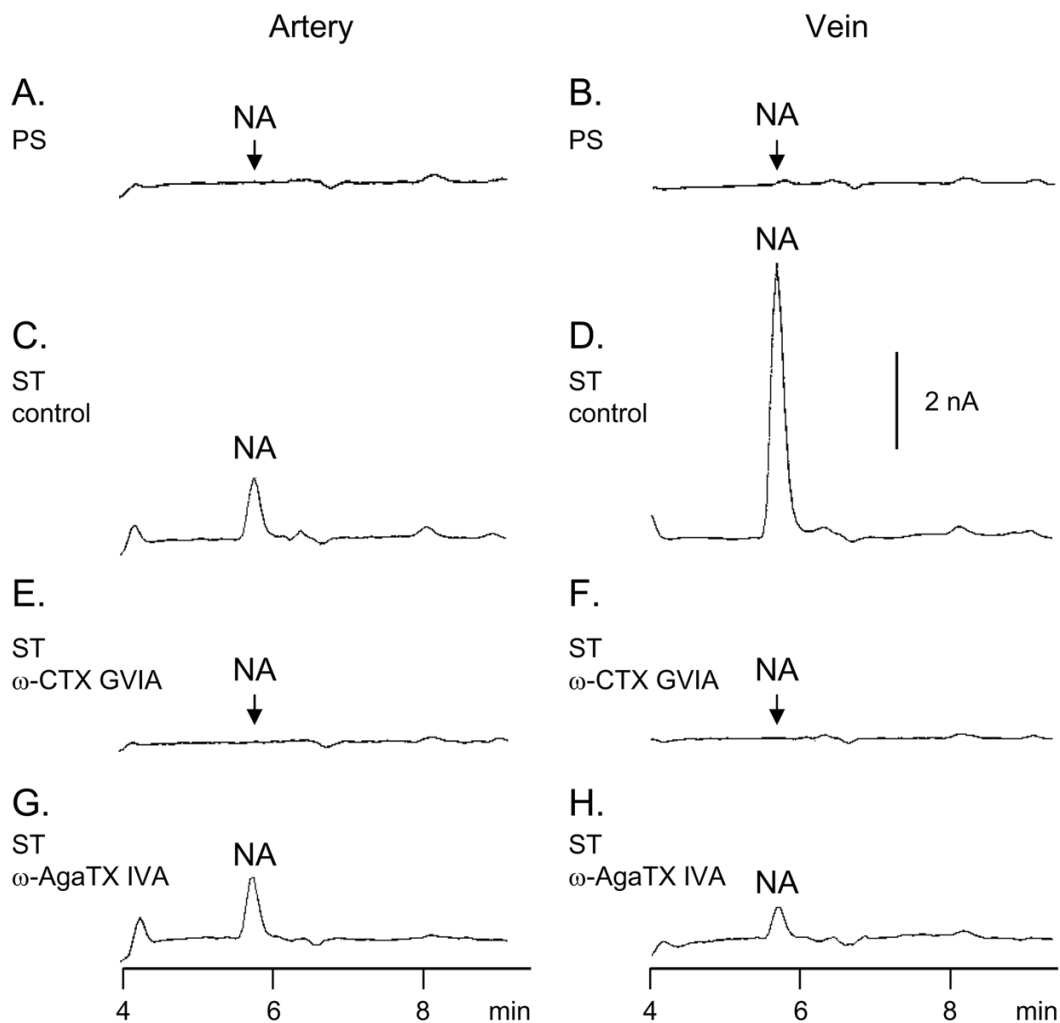 Artery Vein
A. B.
PS NA PS NA
NA
C. D.
ST ST
control control 2 nA
NA
E. F.
ST ST
ω-CTX GVIA NA ω-CTX GVIA NA
G. H.
ST ST
ω-AgaTX IVA NA ω-AgaTX IVA NA
4 6 8 min 4 6 8 min